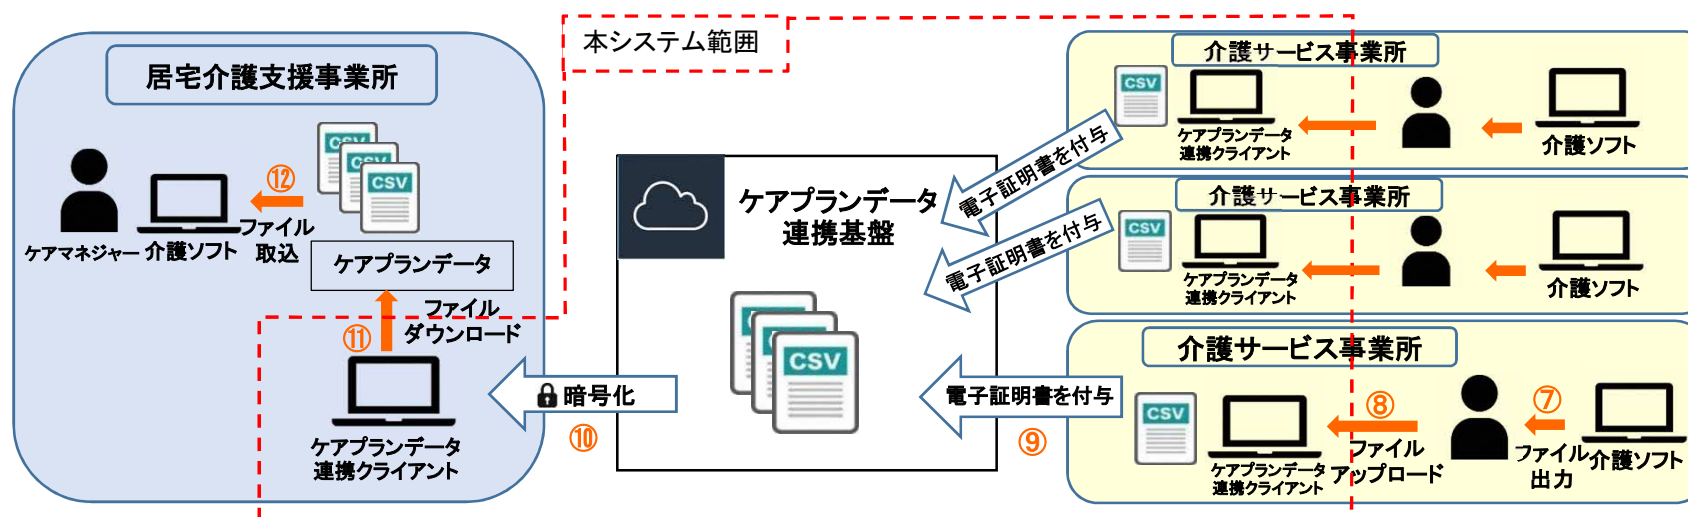 本システム範囲
居宅介護支援事業所
CSV
CSV
CSV
⑫
ファイル
取込
ケアマネジャー
介護ソフト
ケアプランデータ
⑪
ファイル
ダウンロード
ケアプランデータ
連携クライアント
暗号化
⑩
ケアプランデータ
連携基盤
CSV
電子証明書を付与
電子証明書を付与
電子証明書を付与
⑨
介護サービス事業所
CSV
ケアプランデータ
連携クライアント
介護ソフト
介護サービス事業所
CSV
ケアプランデータ
連携クライアント
介護ソフト
介護サービス事業所
CSV
ケアプランデータ
連携クライアント
⑧
ファイル
アップロード
⑦
ファイル
出力
介護ソフト